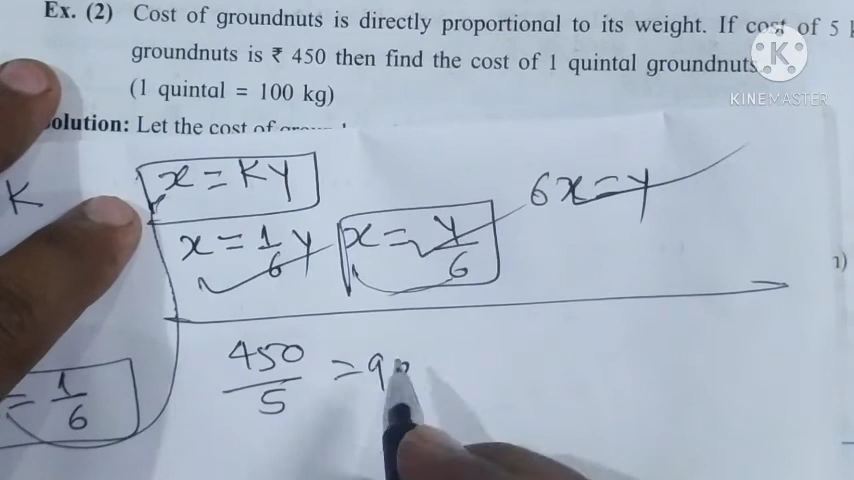 Ex. (2) Cost of groundnuts is directly proportional to its weight. If cost of 5
groundnuts is ₹ 450 then find the cost of 1 quintal groundnuts.
(1 quintal = 100 kg)
K
KINEMASTER
olution: Let the cost of
K
x = Ky
x = 1/6 y
x = y/6
6x = y
1)
450/5 = 90
= 1/6